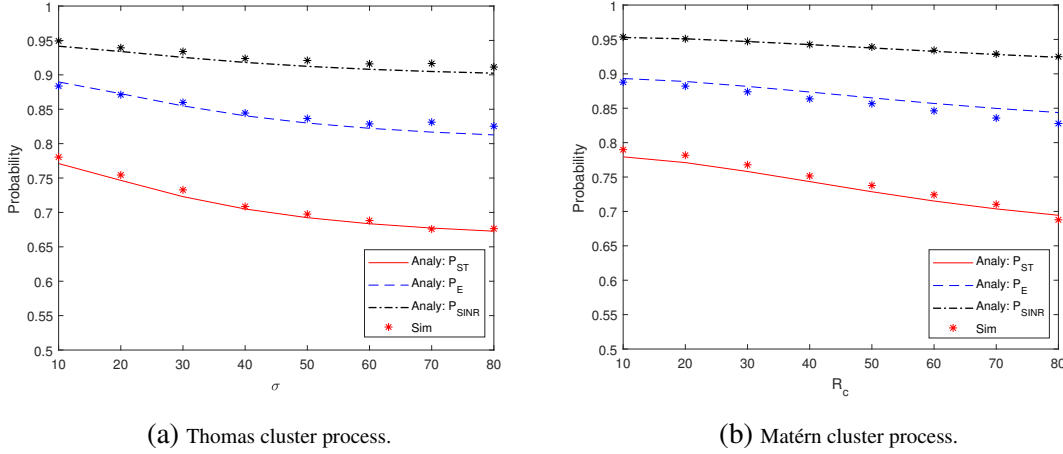 1
0.95
0.9
0.85
0.8
0.75
0.7
0.65
0.6
0.55
0.5
Probability
10 20 30 40 50 60 70 80
σ
Analy: P_ST
Analy: P_E
Analy: P_SINR
Sim
(a) Thomas cluster process.
1
0.95
0.9
0.85
0.8
0.75
0.7
0.65
0.6
0.55
0.5
Probability
10 20 30 40 50 60 70 80
R_c
Analy: P_ST
Analy: P_E
Analy: P_SINR
Sim
(b) Matérn cluster process.